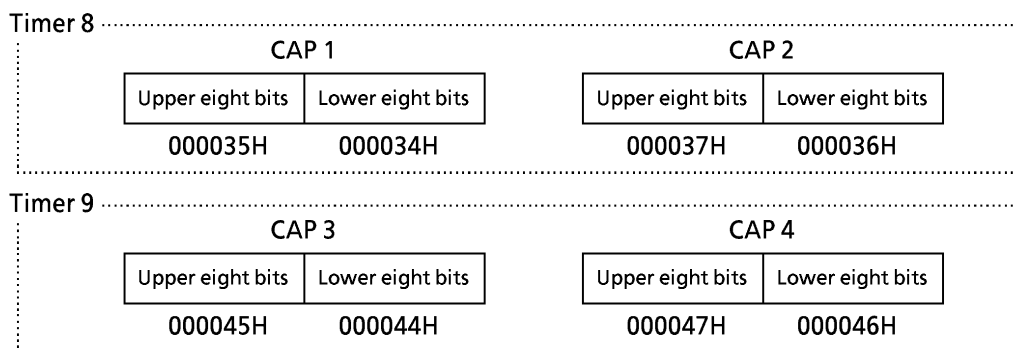 Timer 8
CAP 1 CAP 2
Upper eight bits Lower eight bits Upper eight bits Lower eight bits
000035H 000034H 000037H 000036H
Timer 9
CAP 3 CAP 4
Upper eight bits Lower eight bits Upper eight bits Lower eight bits
000045H 000044H 000047H 000046H